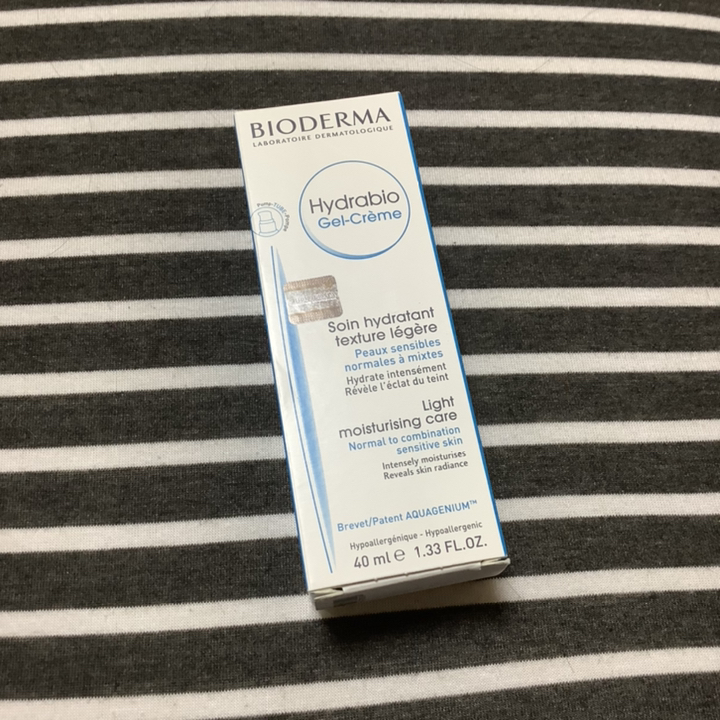 BIODERMA
LABORATOIRE DERMATOLOGIQUE
Hydrabio
Gel-Crème
Soin hydratant
texture légère
Peaux sensibles
normales à mixtes
Hydrate intensément
Révèle l'éclat du teint
Light
moisturising care
Normal to combination
sensitive skin
Intensely moisturises
Reveals skin radiance
Brevet/Patent AQUAGENIUM™
Hypoallergénique - Hypoallergenic
40 ml e 1.33 FL.OZ.